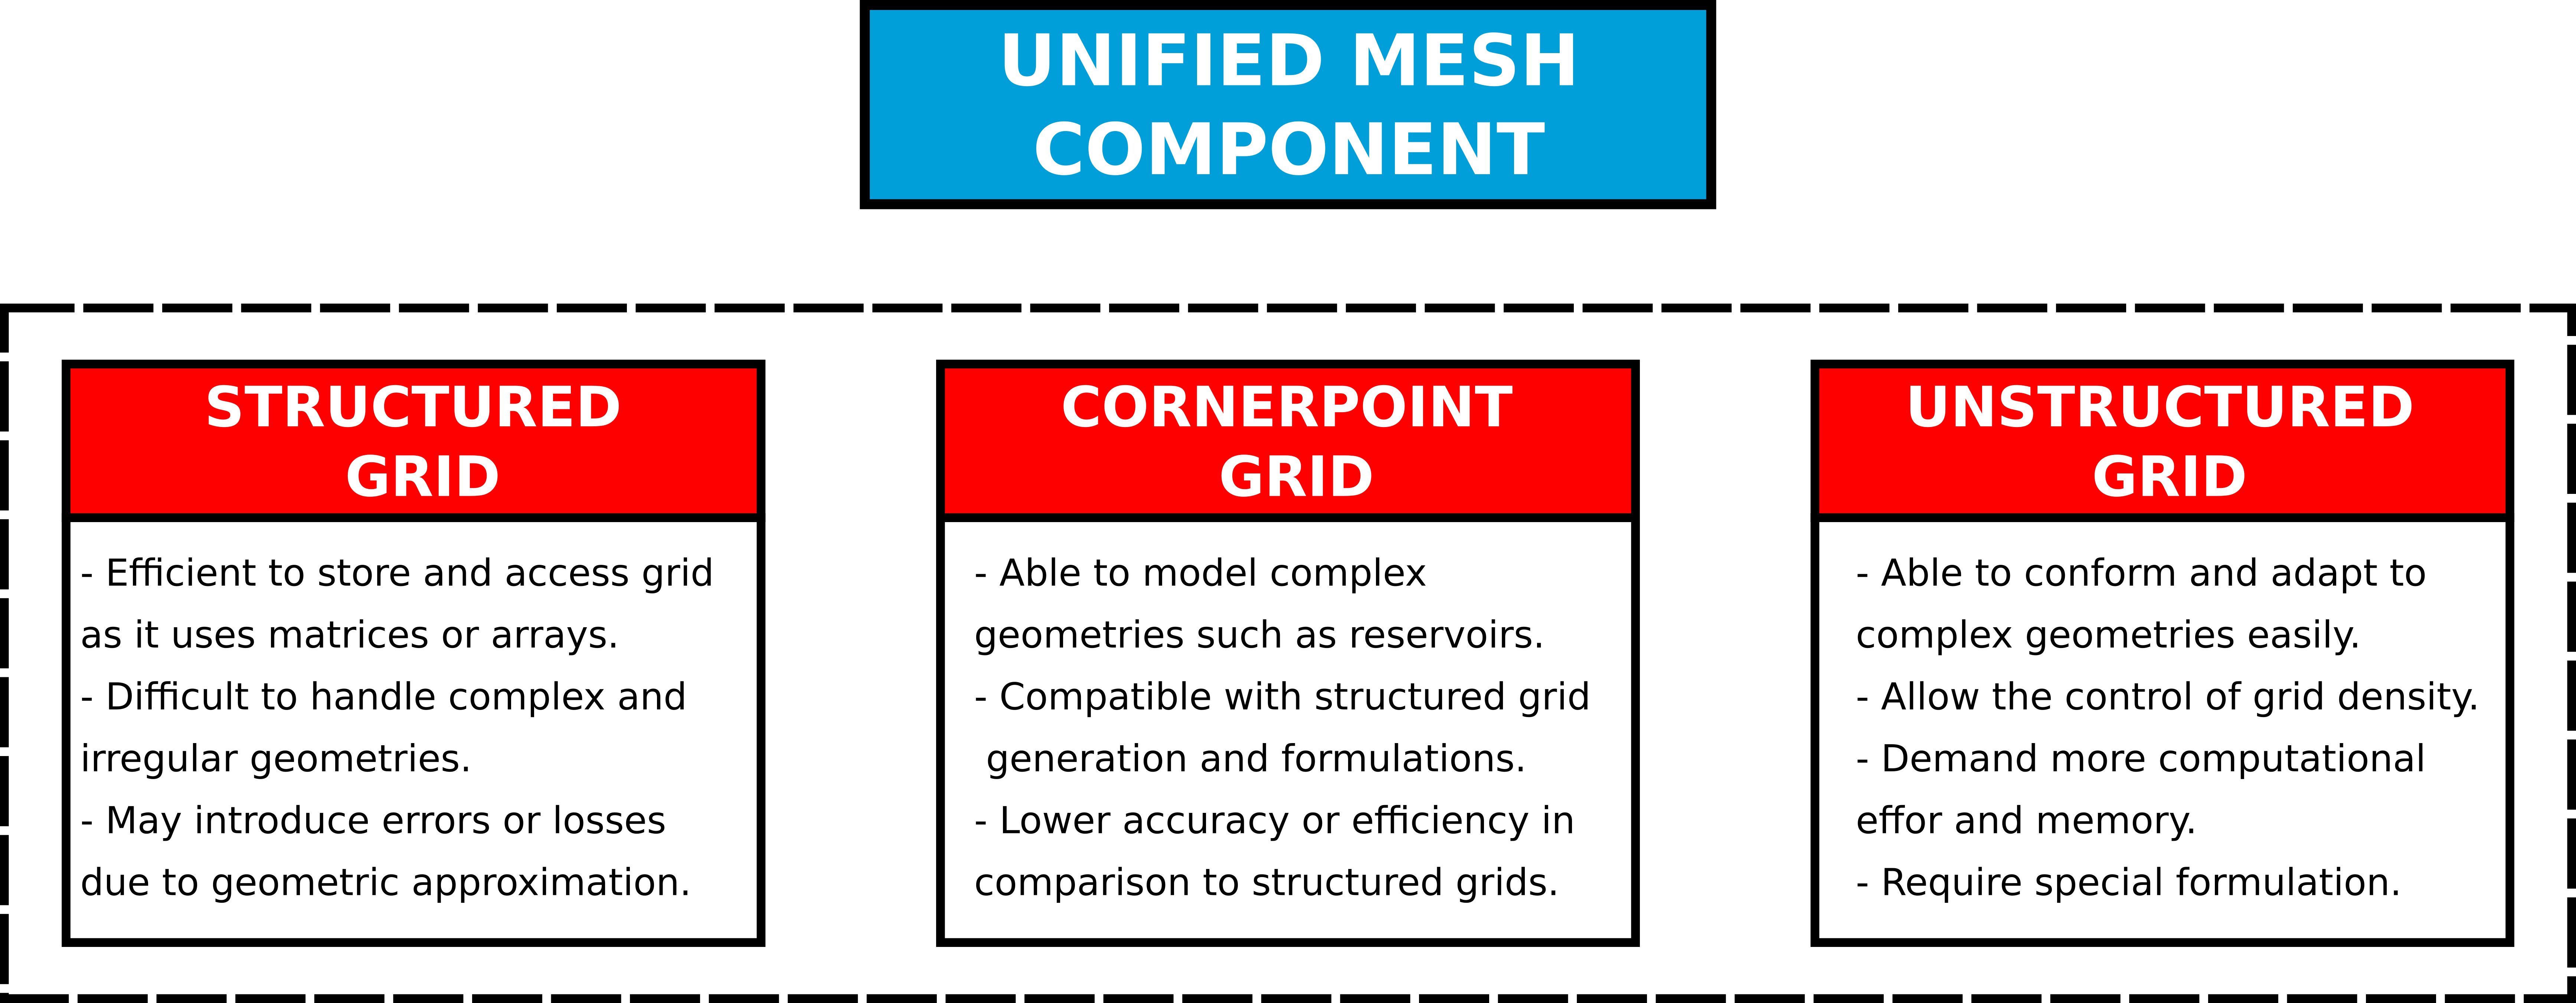 UNIFIED MESH
COMPONENT
STRUCTURED
GRID
- Efficient to store and access grid
as it uses matrices or arrays.
- Difficult to handle complex and
irregular geometries.
- May introduce errors or losses
due to geometric approximation.
CORNERPOINT
GRID
- Able to model complex
geometries such as reservoirs.
- Compatible with structured grid
generation and formulations.
- Lower accuracy or efficiency in
comparison to structured grids.
UNSTRUCTURED
GRID
- Able to conform and adapt to
complex geometries easily.
- Allow the control of grid density.
- Demand more computational
effor and memory.
- Require special formulation.